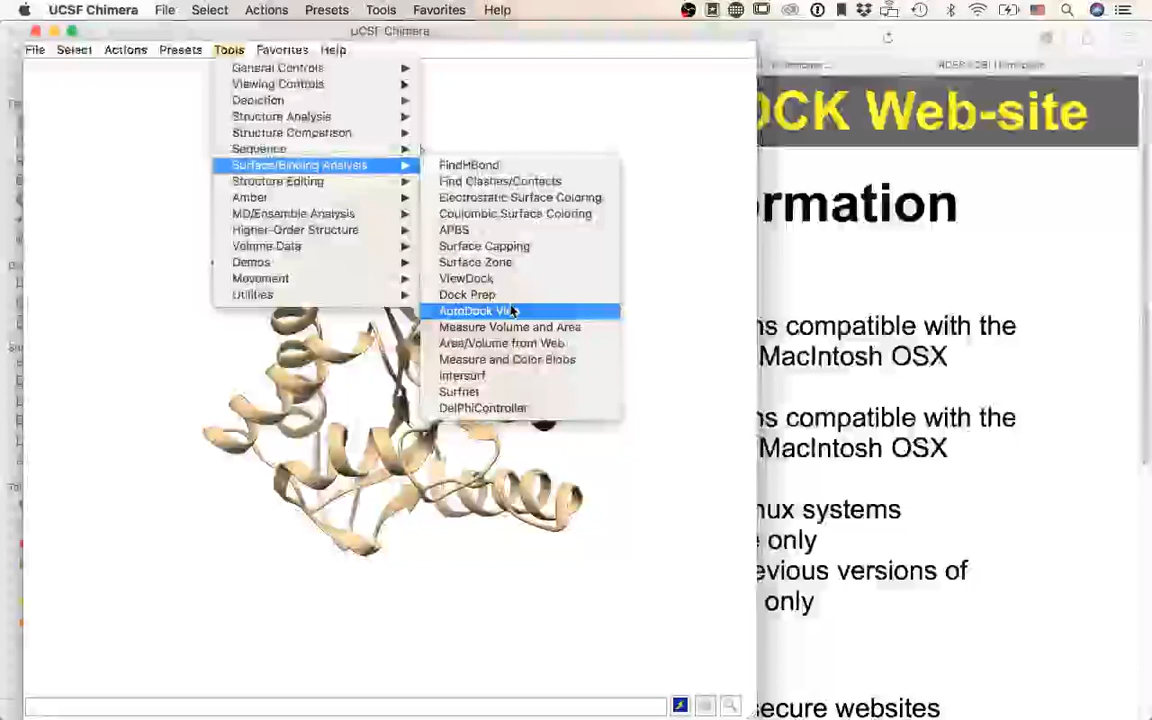 UCSF Chimera File Select Actions Presets Tools Favorites Help
UCSF Chimera
File Select Actions Presets Tools Favorites Help
General Controls
Viewing Controls
Depiction
Structure Analysis
Structure Comparison
Sequence
Surface/Binding Analysis
Structure Editing
Amber
MD/Ensemble Analysis
Higher-Order Structure
Volume Data
Demos
Movement
Utilities
FindHBond
Find Clashes/Contacts
Electrostatic Surface Coloring
Coulombic Surface Coloring
APBS
Surface Capping
Surface Zone
ViewDock
Dock Prep
AutoDock
Measure Volume and Area
Area/Volume from Web
Measure and Color Blobs
Intersurf
Surfnet
DelPhiController
OCK Web-site
rmation
ns compatible with the
MacIntosh OSX
ns compatible with the
MacIntosh OSX
nux systems
e only
evious versions of
only
secure websites